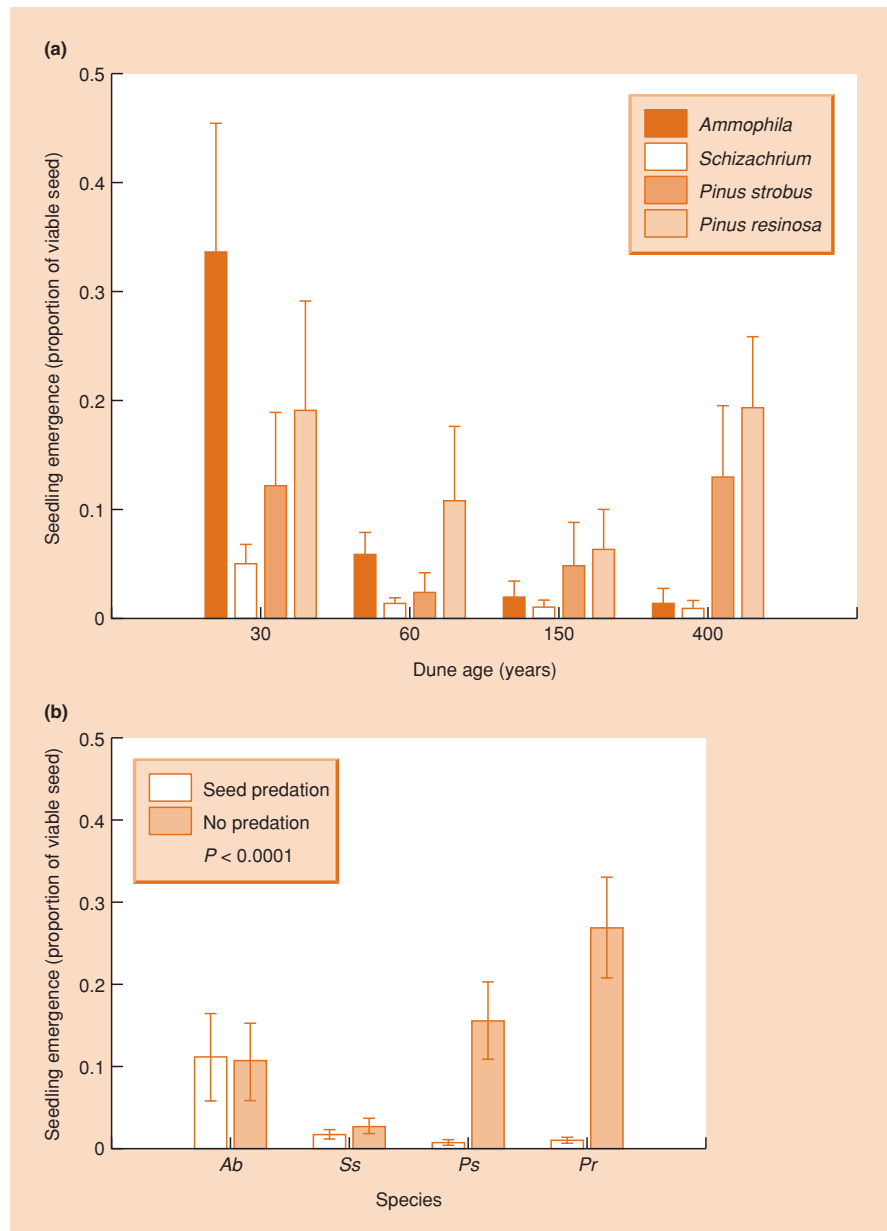 (a)
Seedling emergence (proportion of viable seed)
0.5
0.4
0.3
0.2
0.1
0
Ammophila
Schizachrium
Pinus strobus
Pinus resinosa
30 60 150 400
Dune age (years)
(b)
Seedling emergence (proportion of viable seed)
0.5
0.4
0.3
0.2
0.1
0
Seed predation
No predation
P < 0.0001
Ab Ss Ps Pr
Species